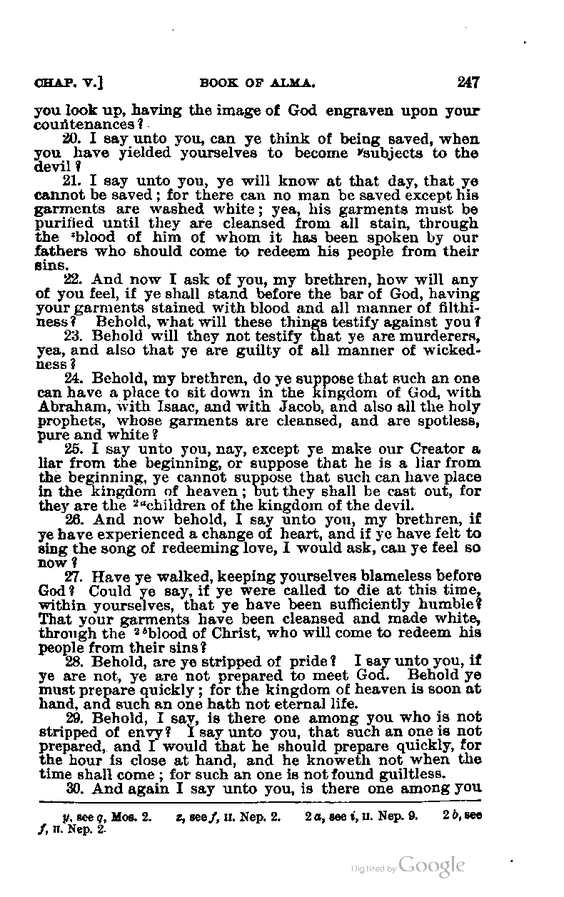 CHAP. V.] BOOK OF ALMA. 247
you look up, having the image of God engraven upon your
countenances?
20. I say unto you, can ye think of being saved, when
you have yielded yourselves to become ʸsubjects to the
devil?
21. I say unto you, ye will know at that day, that ye
cannot be saved; for there can no man be saved except his
garments are washed white; yea, his garments must be
purified until they are cleansed from all stain, through
the ᶻblood of him of whom it has been spoken by our
fathers who should come to redeem his people from their
sins.
22. And now I ask of you, my brethren, how will any
of you feel, if ye shall stand before the bar of God, having
your garments stained with blood and all manner of filthi-
ness? Behold, what will these things testify against you?
23. Behold will they not testify that ye are murderers,
yea, and also that ye are guilty of all manner of wicked-
ness?
24. Behold, my brethren, do ye suppose that such an one
can have a place to sit down in the kingdom of God, with
Abraham, with Isaac, and with Jacob, and also all the holy
prophets, whose garments are cleansed, and are spotless,
pure and white?
25. I say unto you, nay, except ye make our Creator a
liar from the beginning, or suppose that he is a liar from
the beginning, ye cannot suppose that such can have place
in the kingdom of heaven; but they shall be cast out, for
they are the ²ᵃchildren of the kingdom of the devil.
26. And now behold, I say unto you, my brethren, if
ye have experienced a change of heart, and if ye have felt to
sing the song of redeeming love, I would ask, can ye feel so
now?
27. Have ye walked, keeping yourselves blameless before
God? Could ye say, if ye were called to die at this time,
within yourselves, that ye have been sufficiently humble?
That your garments have been cleansed and made white,
through the ²ᵇblood of Christ, who will come to redeem his
people from their sins?
28. Behold, are ye stripped of pride? I say unto you, if
ye are not, ye are not prepared to meet God. Behold ye
must prepare quickly; for the kingdom of heaven is soon at
hand, and such an one hath not eternal life.
29. Behold, I say, is there one among you who is not
stripped of envy? I say unto you, that such an one is not
prepared, and I would that he should prepare quickly, for
the hour is close at hand, and he knoweth not when the
time shall come; for such an one is not found guiltless.
30. And again I say unto you, is there one among you
y, see q, Mos. 2. z, see f, II. Nep. 2. 2a, see i, II. Nep. 9. 2b, see
f, II. Nep. 2.
Digitized by Google